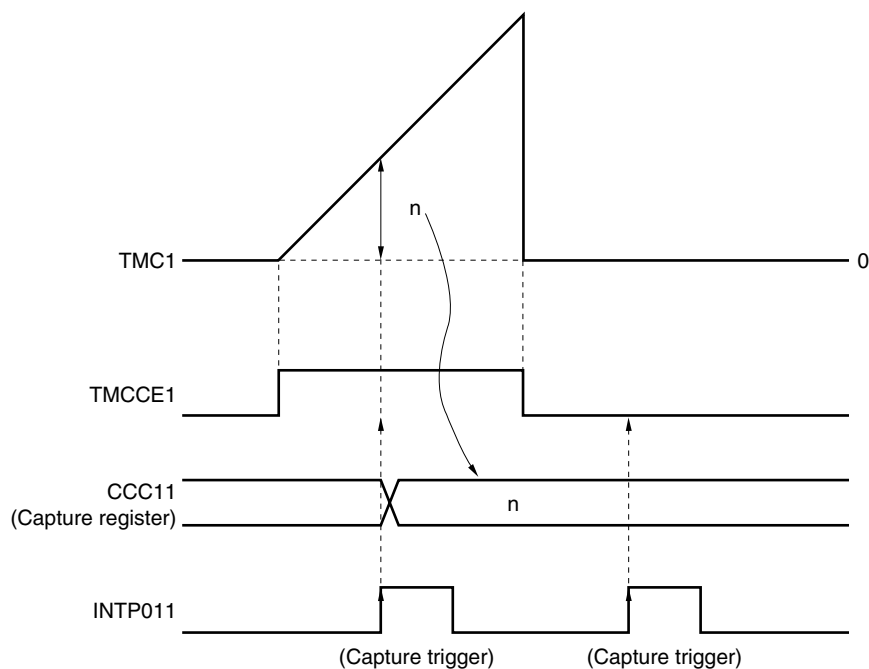 n
TMC1
0
TMCCE1
CCC11
(Capture register)
n
INTP011
(Capture trigger)
(Capture trigger)